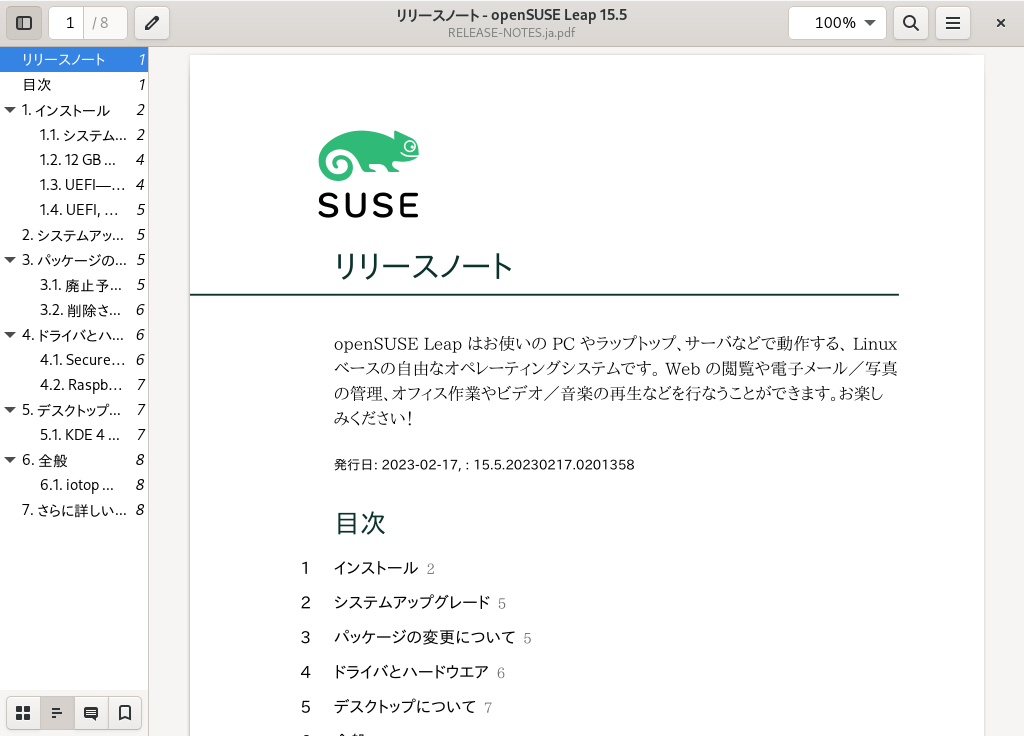 1 / 8
リリースノート - openSUSE Leap 15.5
RELEASE-NOTES.ja.pdf
100%
リリースノート 1
目次 1
1. インストール 2
1.1. システム... 2
1.2. 12 GB ... 4
1.3. UEFI—... 4
1.4. UEFI, ... 5
2. システムアッ... 5
3. パッケージの... 5
3.1. 廃止予... 5
3.2. 削除さ... 6
4. ドライバとハ... 6
4.1. Secure... 6
4.2. Raspb... 7
5. デスクトップ... 7
5.1. KDE 4 ... 7
6. 全般 8
6.1. iotop ... 8
7. さらに詳しい... 8
SUSE
リリースノート
openSUSE Leap はお使いの PC やラップトップ、サーバなどで動作する、 Linux
ベースの自由なオペレーティングシステムです。 Web の閲覧や電子メール／写真
の管理、オフィス作業やビデオ／音楽の再生などを行なうことができます。お楽し
みください！
発行日: 2023-02-17, : 15.5.20230217.0201358
目次
1 インストール 2
2 システムアップグレード 5
3 パッケージの変更について 5
4 ドライバとハードウエア 6
5 デスクトップについて 7